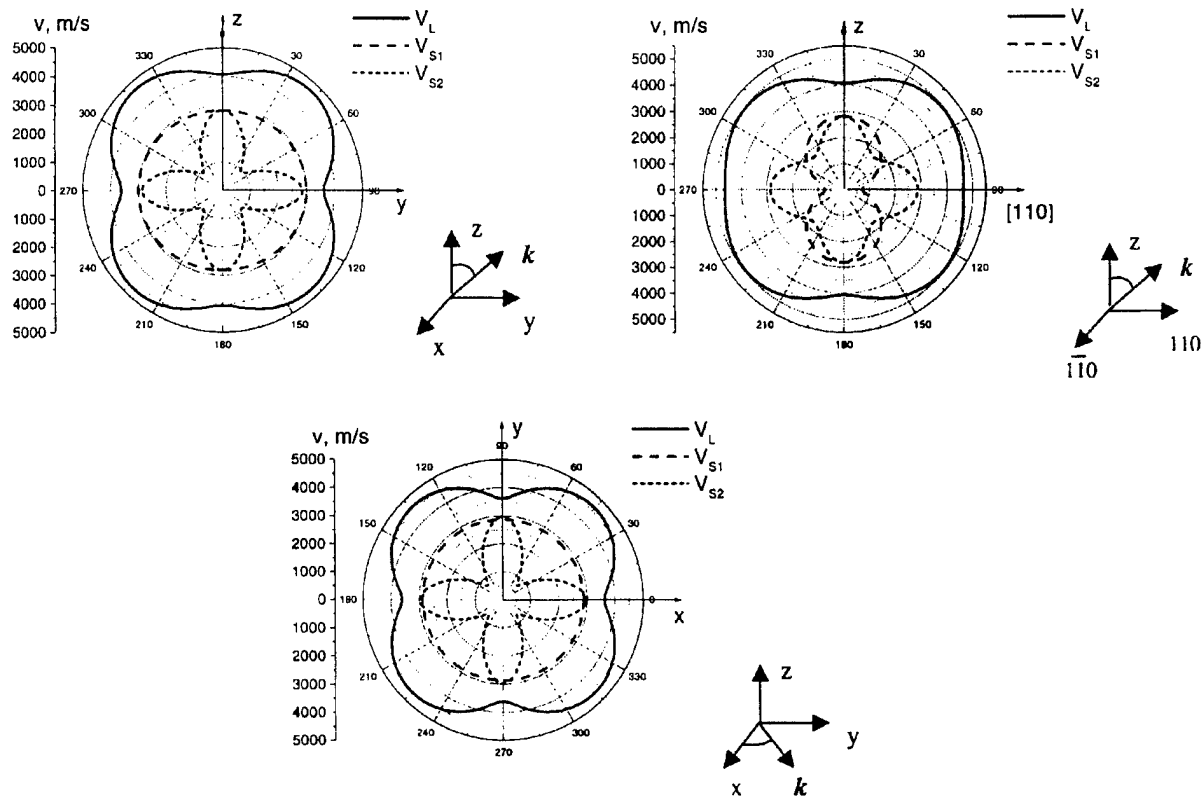 v, m/s
z
5000
4000
3000
2000
1000
0
1000
2000
3000
4000
5000
330
30
300
60
270
90
y
240
120
210
150
180
V_L
V_S1
V_S2
z
k
y
x
v, m/s
z
5000
4000
3000
2000
1000
0
1000
2000
3000
4000
5000
330
30
300
60
270
90
[110]
240
120
210
150
180
V_L
V_S1
V_S2
z
k
110
1̅10
v, m/s
y
5000
4000
3000
2000
1000
0
1000
2000
3000
4000
5000
90
120
60
150
30
180
0
x
210
330
240
300
270
V_L
V_S1
V_S2
z
y
x
k